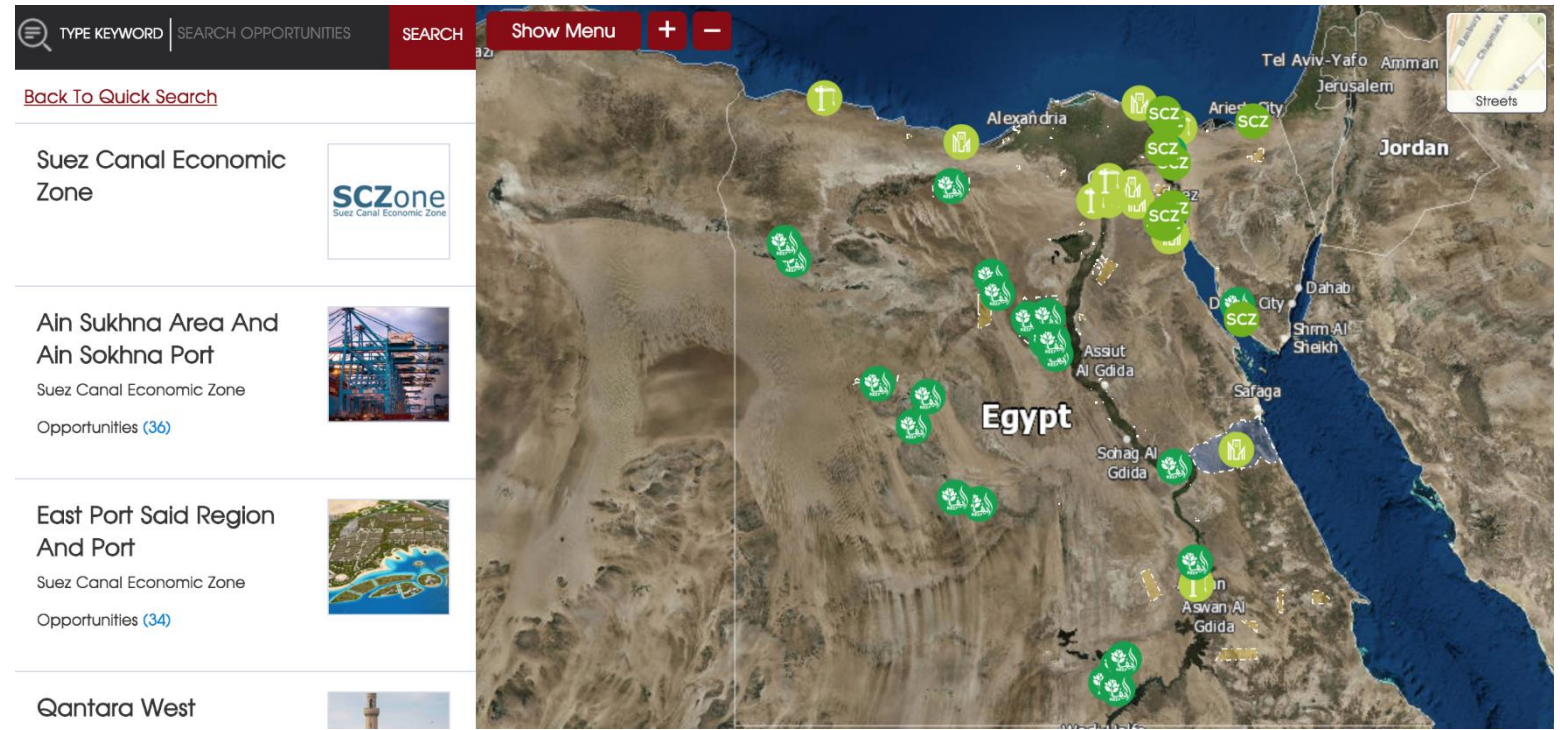 TYPE KEYWORD
SEARCH OPPORTUNITIES
SEARCH
Back To Quick Search
Suez Canal Economic
Zone
SCZone
Suez Canal Economic Zone
Ain Sukhna Area And
Ain Sokhna Port
Suez Canal Economic Zone
Opportunities (36)
East Port Said Region
And Port
Suez Canal Economic Zone
Opportunities (34)
Qantara West
Show Menu
+
−
Streets
Tel Aviv-Yafo
Amman
Jerusalem
Alexandria
SCZ
SCZ
Jordan
SCZ
SCZ
Dahab
City
SCZ
Shrm Al
Sheikh
Assiut
Al Gdida
Safaga
Egypt
Sohag Al
Gdida
Aswan Al
Gdida